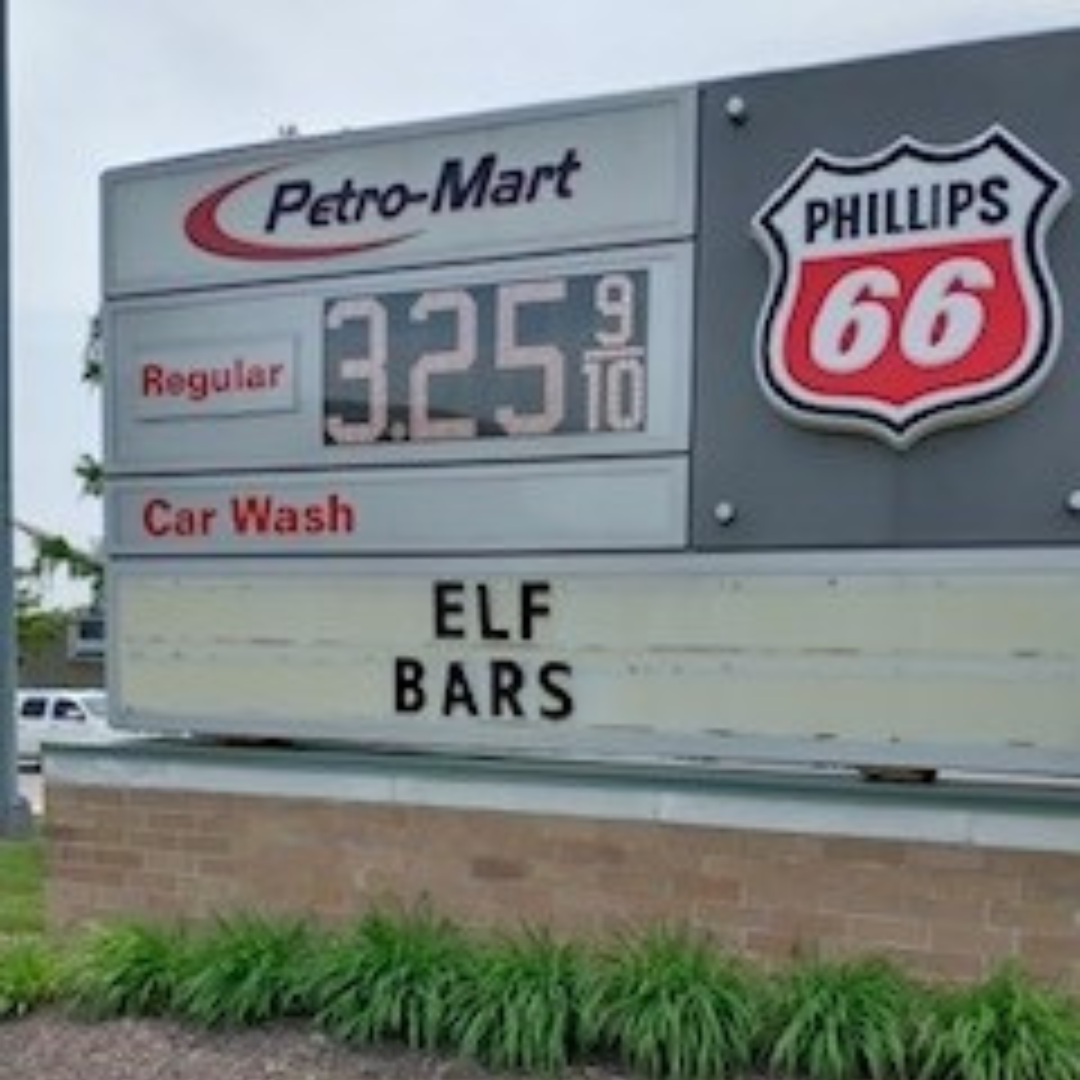 Petro-Mart
Regular 3.25 9/10
Car Wash
PHILLIPS
66
ELF
BARS